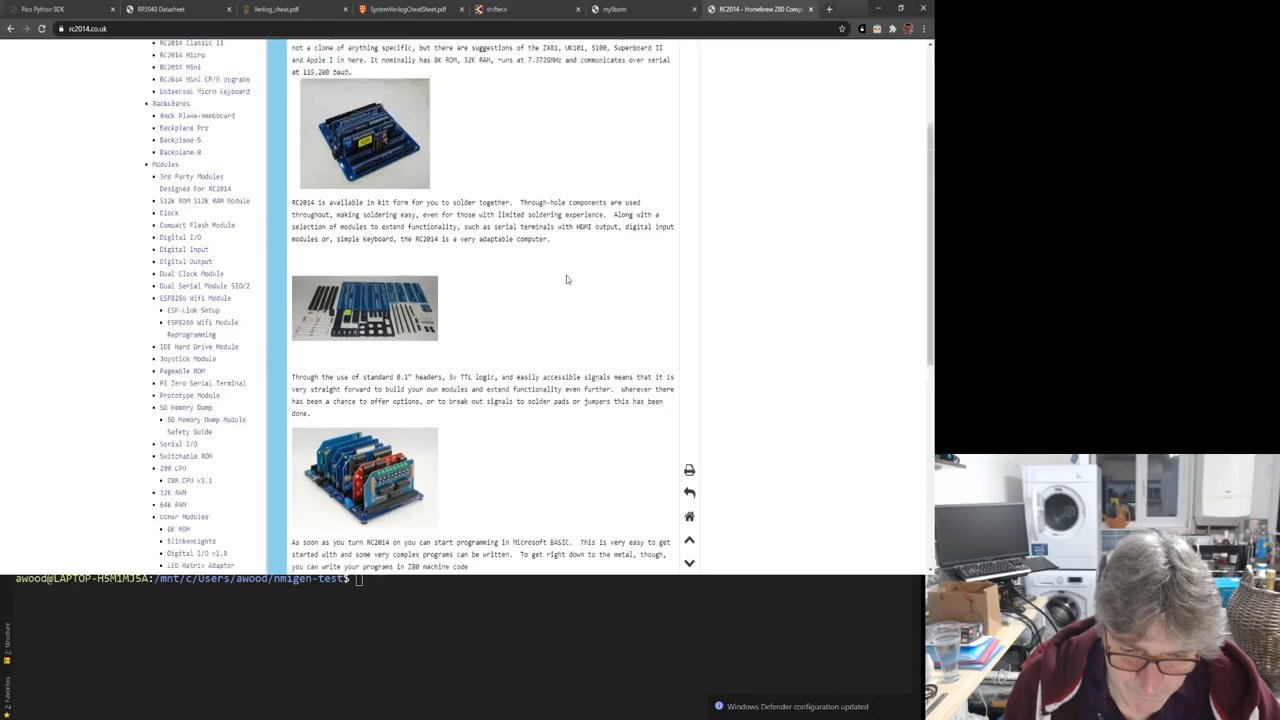 Pico Python SDK
RP2040 Datasheet
Verilog_cheat.pdf
SystemVerilogCheatSheet.pdf
shifter.v
myStorm
RC2014 - Homebrew Z80 Comp
rc2014.co.uk
RC2014 Classic II
RC2014 Micro
RC2014 Mini
RC2014 Mini CP/M Upgrade
Universal Micro Keyboard
Backplanes
Back Plane-Hemoboard
Backplane Pro
Backplane-5
Backplane-8
Modules
3rd Party Modules
Designed For RC2014
512k ROM 512k RAM Module
Clock
Compact Flash Module
Digital I/O
Digital Input
Digital Output
Dual Clock Module
Dual Serial Module SIO/2
ESP8266 Wifi Module
ESP-Link Setup
ESP8266 Wifi Module
Reprogramming
IDE Hard Drive Module
Joystick Module
Pageable ROM
Pi Zero Serial Terminal
Prototype Module
SD Memory Dump
SD Memory Dump Module
Safety Guide
Serial I/O
Switchable ROM
Z80 CPU
Z80 CPU v2.1
32K RAM
64k RAM
Other Modules
8K ROM
Blinkenlights
Digital I/O v1.0
LED Matrix Adapter
not a clone of anything specific, but there are suggestions of the ZX81, UK101, S100, Superboard II
and Apple I in here. It nominally has 8K ROM, 32K RAM, runs at 7.3728MHz and communicates over serial
at 115,200 baud.
RC2014 is available in kit form for you to solder together. Through-hole components are used
throughout, making soldering easy, even for those with limited soldering experience. Along with a
selection of modules to extend functionality, such as serial terminals with HDMI output, digital input
modules or, simple keyboard, the RC2014 is a very adaptable computer.
Through the use of standard 0.1" headers, 5v TTL logic, and easily accessible signals means that it is
very straight forward to build your own modules and extend functionality even further. Wherever there
has been a chance to offer options, or to break out signals to solder pads or jumpers this has been
done.
As soon as you turn RC2014 on you can start programming in Microsoft BASIC. This is very easy to get
started with and some very complex programs can be written. To get right down to the metal, though,
you can write your programs in Z80 machine code
awood@LAPTOP-H5M1MJ5A:/mnt/c/Users/awood/nmigen-test$
Z: Structure
2: Favorites
Windows Defender configuration updated